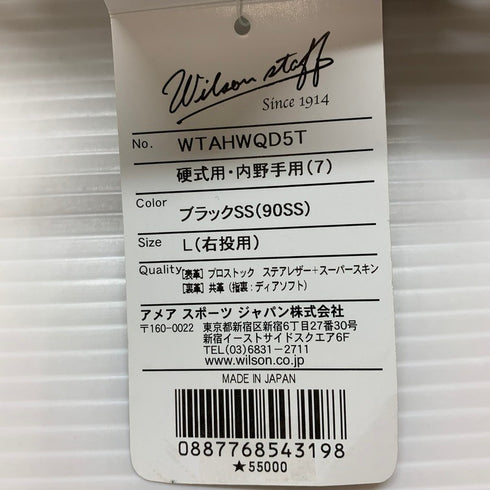 Wilson staff
Since 1914
No. WTAHWQD5T
硬式用・内野手用(7)
Color ブラックSS(90SS)
Size L(右投用)
Quality [表革] プロストック ステアレザー+スーパースキン
[裏革] 共革(指裏:ディアソフト)
アメア スポーツ ジャパン株式会社
〒160-0022 東京都新宿区新宿6丁目27番30号
新宿イーストサイドスクエア6F
TEL(03)6831-2711
www.wilson.co.jp
MADE IN JAPAN
0887768543198
★55000